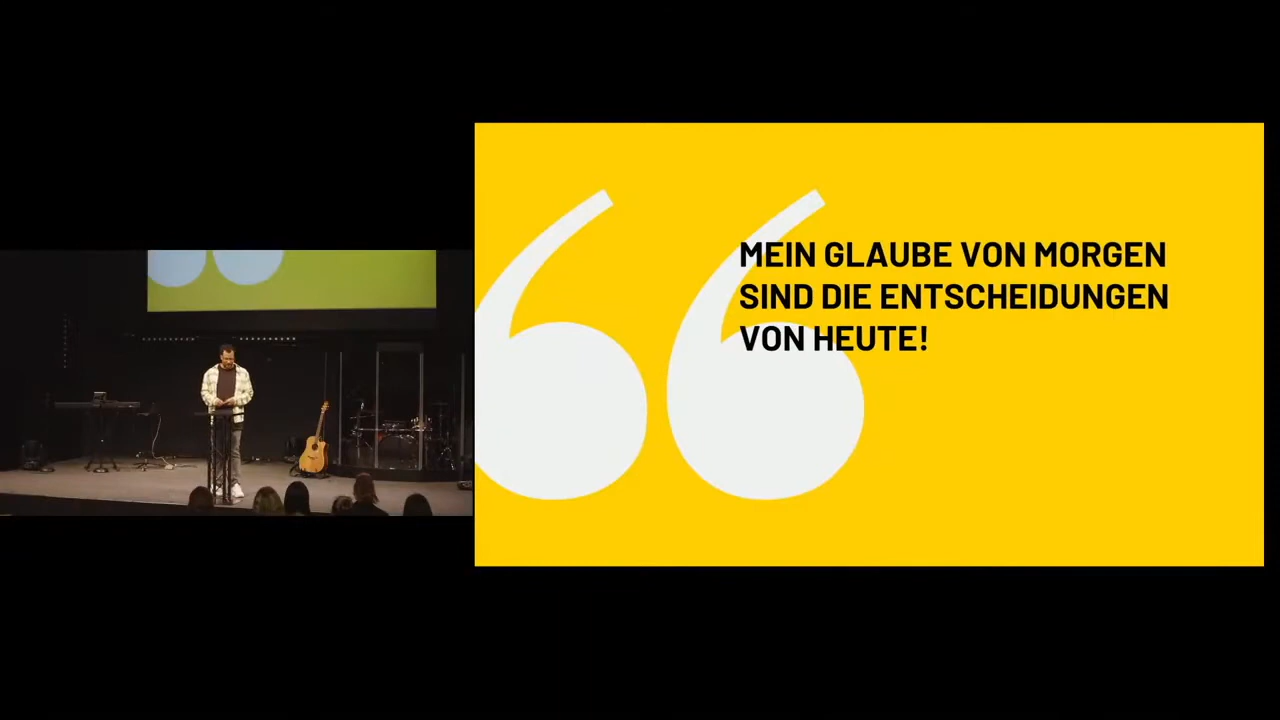 MEIN GLAUBE VON MORGEN
SIND DIE ENTSCHEIDUNGEN
VON HEUTE!